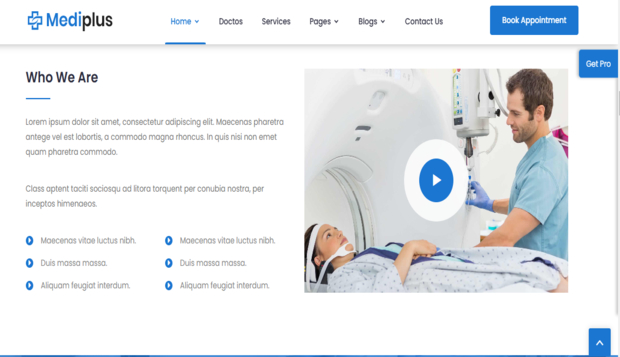 Mediplus
Home Doctos Services Pages Blogs Contact Us
Book Appointment
Get Pro
Who We Are
Lorem ipsum dolor sit amet, consectetur adipiscing elit. Maecenas pharetra
antege vel est lobortis, a commodo magna rhoncus. In quis nisi non emet
quam pharetra commodo.
Class aptent taciti sociosqu ad litora torquent per conubia nostra, per
inceptos himenaeos.
Maecenas vitae luctus nibh. Maecenas vitae luctus nibh.
Duis massa massa. Duis massa massa.
Aliquam feugiat interdum. Aliquam feugiat interdum.